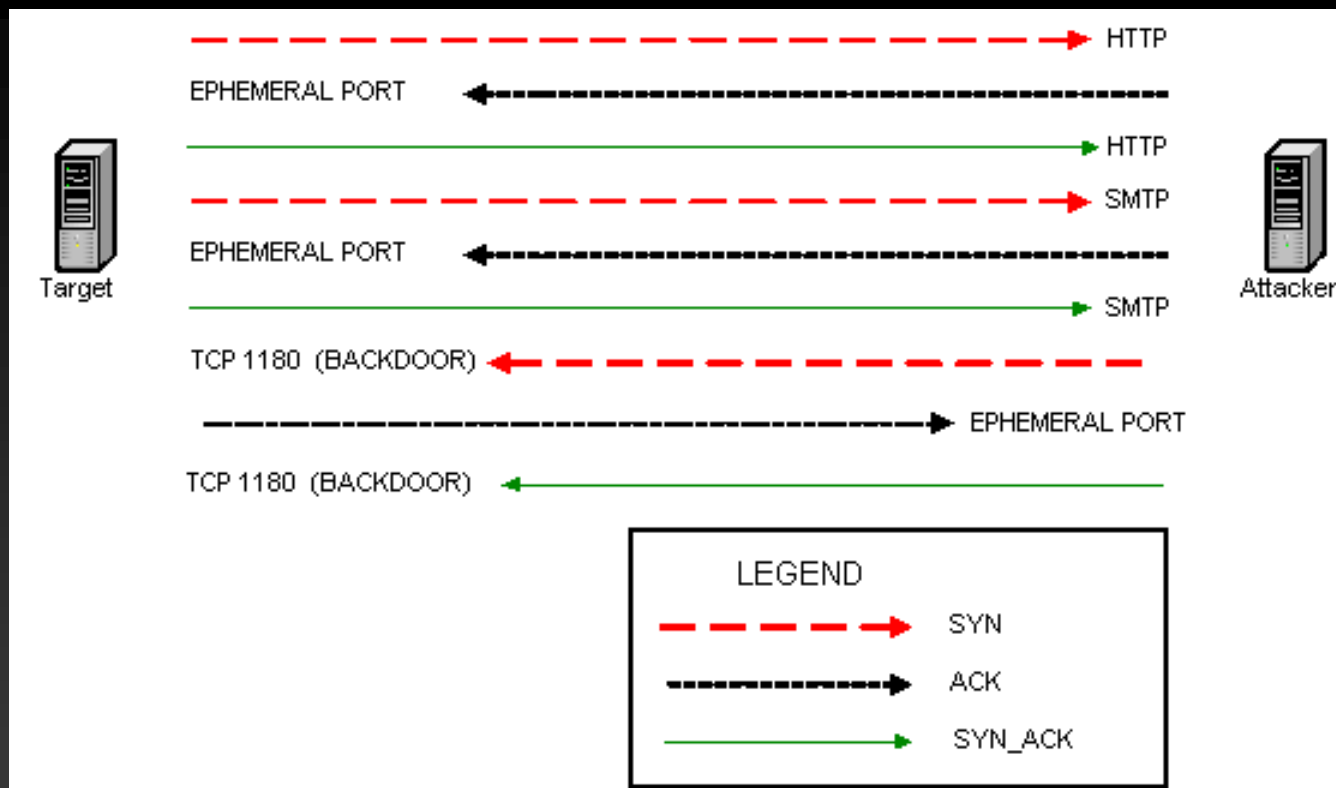 HTTP
EPHEMERAL PORT
HTTP
SMTP
EPHEMERAL PORT
Target
Attacker
SMTP
TCP 1180 (BACKDOOR)
EPHEMERAL PORT
TCP 1180 (BACKDOOR)
LEGEND
SYN
ACK
SYN_ACK